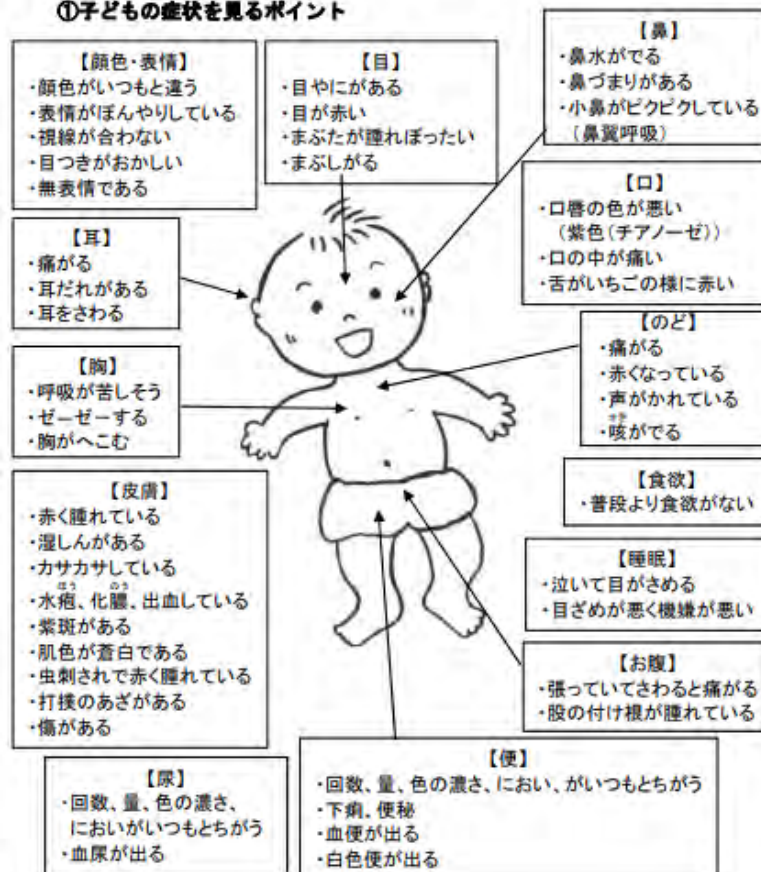 ①子どもの症状を見るポイント
【顔色・表情】
・顔色がいつもと違う
・表情がぼんやりしている
・視線が合わない
・目つきがおかしい
・無表情である
【目】
・目やにがある
・目が赤い
・まぶたが腫れぼったい
・まぶしがる
【鼻】
・鼻水がでる
・鼻づまりがある
・小鼻がピクピクしている
（鼻翼呼吸）
【口】
・口唇の色が悪い
（紫色（チアノーゼ））
・口の中が痛い
・舌がいちごの様に赤い
【耳】
・痛がる
・耳だれがある
・耳をさわる
【のど】
・痛がる
・赤くなっている
・声がかれている
せき
・咳がでる
【胸】
・呼吸が苦しそう
・ゼーゼーする
・胸がへこむ
【食欲】
・普段より食欲がない
【皮膚】
・赤く腫れている
・湿しんがある
・カサカサしている
ほう のう
・水疱、化膿、出血している
・紫斑がある
・肌色が蒼白である
・虫刺されで赤く腫れている
・打撲のあざがある
・傷がある
【睡眠】
・泣いて目がさめる
・目ざめが悪く機嫌が悪い
【お腹】
・張っていてさわると痛がる
・股の付け根が腫れている
【尿】
・回数、量、色の濃さ、
においがいつもとちがう
・血尿が出る
【便】
・回数、量、色の濃さ、におい、がいつもとちがう
・下痢、便秘
・血便が出る
・白色便が出る